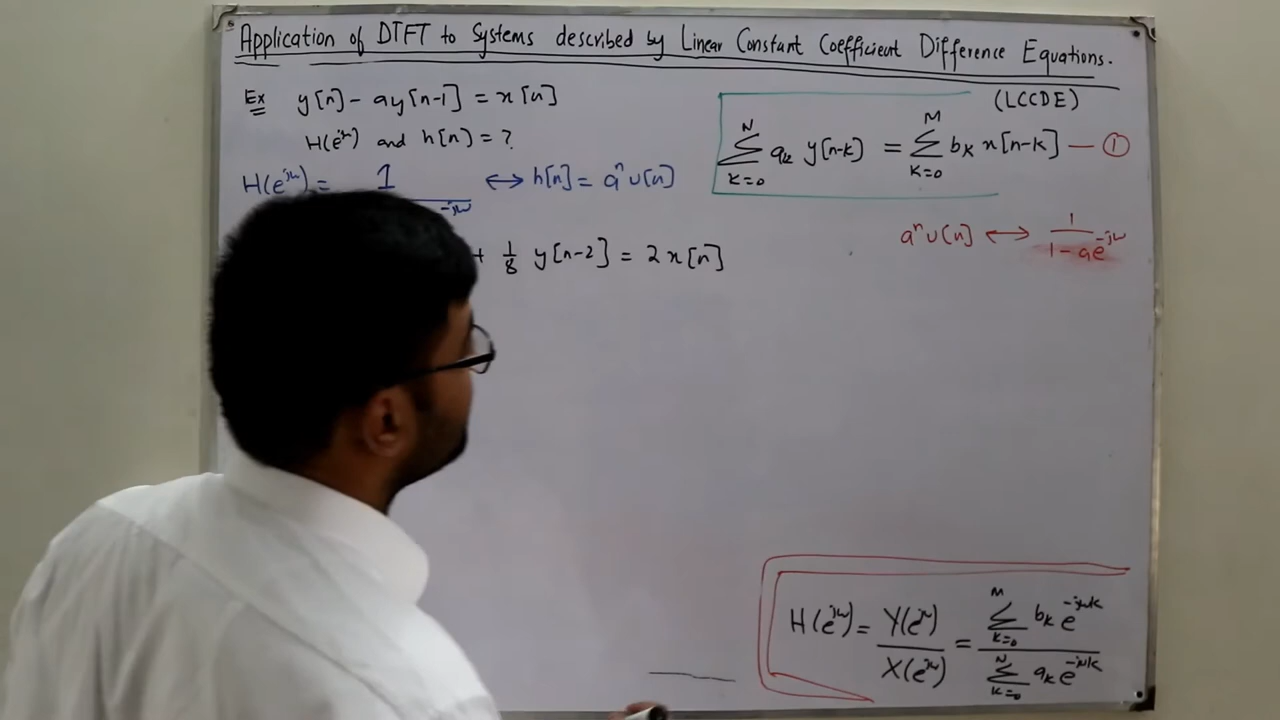 Application of DTFT to Systems described by Linear Constant Coefficient Difference Equations.
(LCCDE)
Ex y[n] - ay[n-1] = x[n]
H(e^jω) and h[n] = ?
H(e^jω) = 1 / e^-jω ↔ h[n] = a^n u[n]
+ 1/8 y[n-2] = 2x[n]
N Σ k=0 a_k y[n-k] = M Σ k=0 b_k x[n-k] — ①
a^n u[n] ↔ 1 / 1 - ae^-jω
H(e^jω) = Y(e^jω) / X(e^jω) = M Σ k=0 b_k e^-jωk / N Σ k=0 a_k e^-jωk